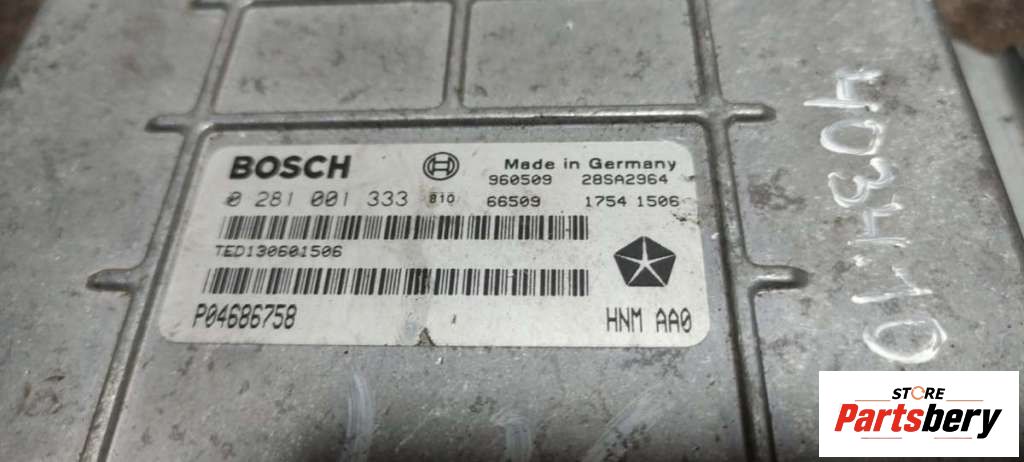 BOSCH
Made in Germany
960509 28SA2964
0 281 001 333 810 66509 1754 1506
TED130601506
P04686758
HNM AA0
STORE
Partsbery